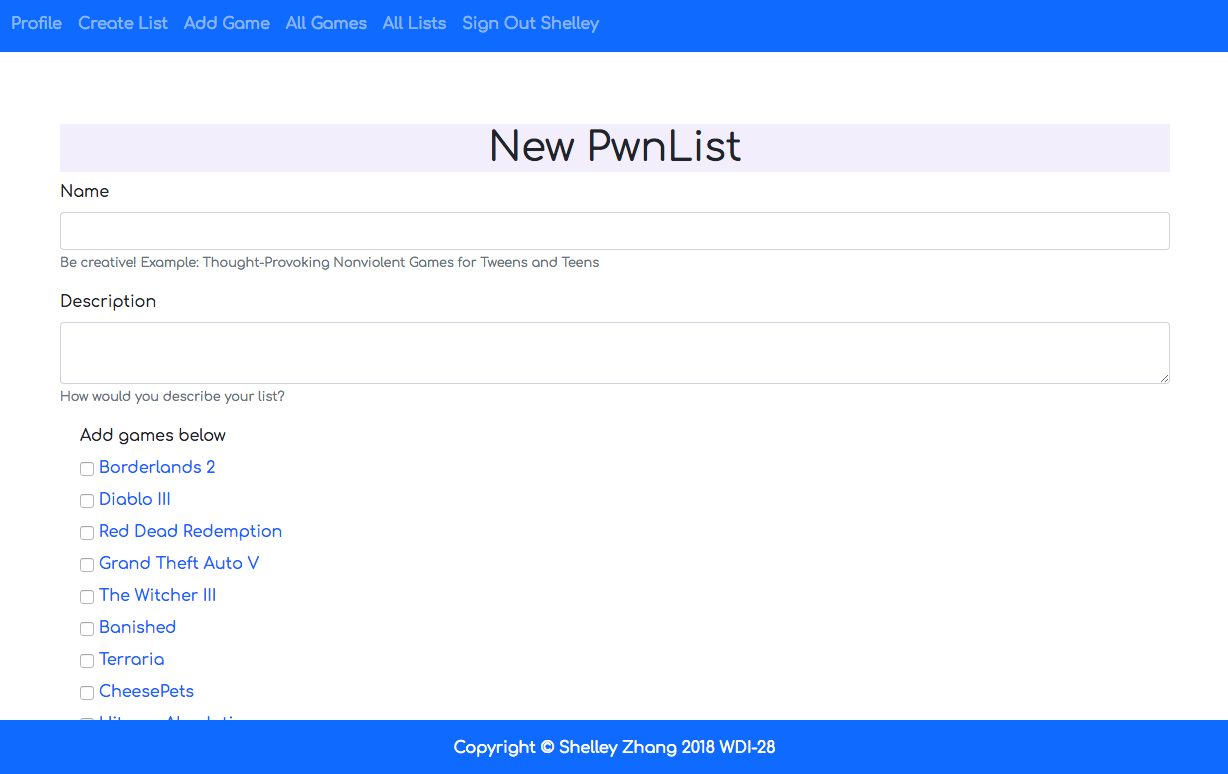 Profile Create List Add Game All Games All Lists Sign Out Shelley
New PwnList
Name
Be creative! Example: Thought-Provoking Nonviolent Games for Tweens and Teens
Description
How would you describe your list?
Add games below
Borderlands 2
Diablo III
Red Dead Redemption
Grand Theft Auto V
The Witcher III
Banished
Terraria
CheesePets
Copyright © Shelley Zhang 2018 WDI-28